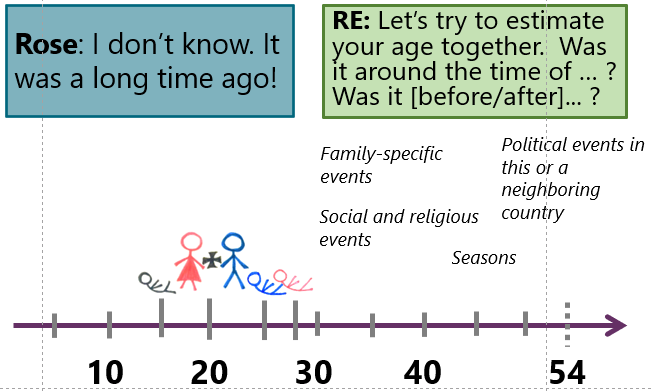 Rose: I don’t know. It
was a long time ago!
RE: Let’s try to estimate
your age together.  Was
it around the time of ... ?
Was it [before/after]... ?
Family-specific
events
Political events in
this or a
neighboring
country
Social and religious
events
Seasons
10 20 30 40 54